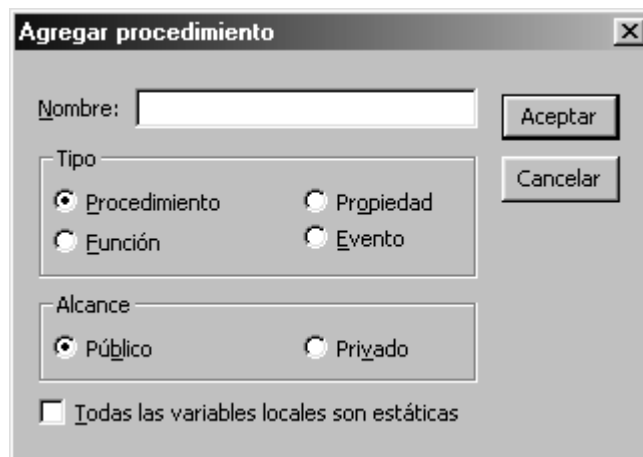 Agregar procedimiento
Nombre:
Aceptar
Tipo
Cancelar
Procedimiento Propiedad
Función Evento
Alcance
Público Privado
Todas las variables locales son estáticas